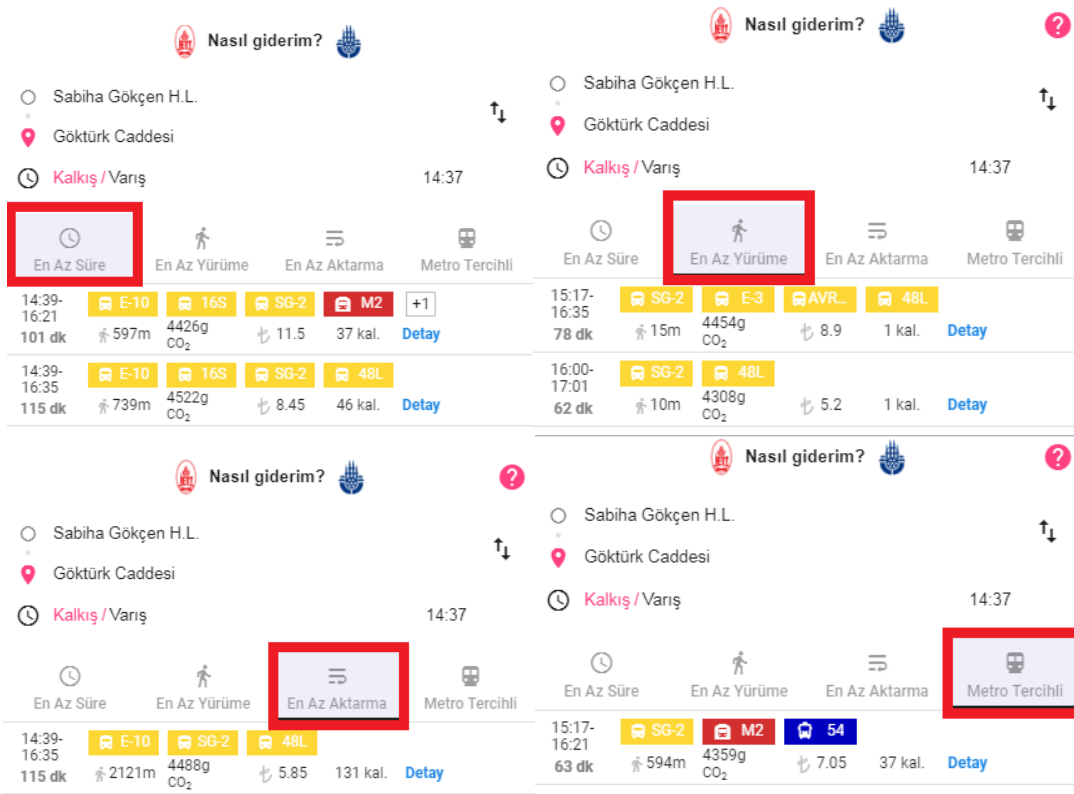 Nasıl giderim?
Sabiha Gökçen H.L.
Göktürk Caddesi
Kalkış / Varış 14:37
En Az Süre En Az Yürüme En Az Aktarma Metro Tercihli
14:39-16:21 E-10 16S SG-2 M2 +1
101 dk 597m 4426g CO₂ ₺ 11.5 37 kal. Detay
14:39-16:35 E-10 16S SG-2 48L
115 dk 739m 4522g CO₂ ₺ 8.45 46 kal. Detay
Nasıl giderim? ?
Sabiha Gökçen H.L.
Göktürk Caddesi
Kalkış / Varış 14:37
En Az Süre En Az Yürüme En Az Aktarma Metro Tercihli
15:17-16:35 SG-2 E-3 AVR... 48L
78 dk 15m 4454g CO₂ ₺ 8.9 1 kal. Detay
16:00-17:01 SG-2 48L
62 dk 10m 4308g CO₂ ₺ 5.2 1 kal. Detay
Nasıl giderim? ?
Sabiha Gökçen H.L.
Göktürk Caddesi
Kalkış / Varış 14:37
En Az Süre En Az Yürüme En Az Aktarma Metro Tercihli
14:39-16:35 E-10 SG-2 48L
115 dk 2121m 4488g CO₂ ₺ 5.85 131 kal. Detay
Nasıl giderim? ?
Sabiha Gökçen H.L.
Göktürk Caddesi
Kalkış / Varış 14:37
En Az Süre En Az Yürüme En Az Aktarma Metro Tercihli
15:17-16:21 SG-2 M2 54
63 dk 594m 4359g CO₂ ₺ 7.05 37 kal. Detay